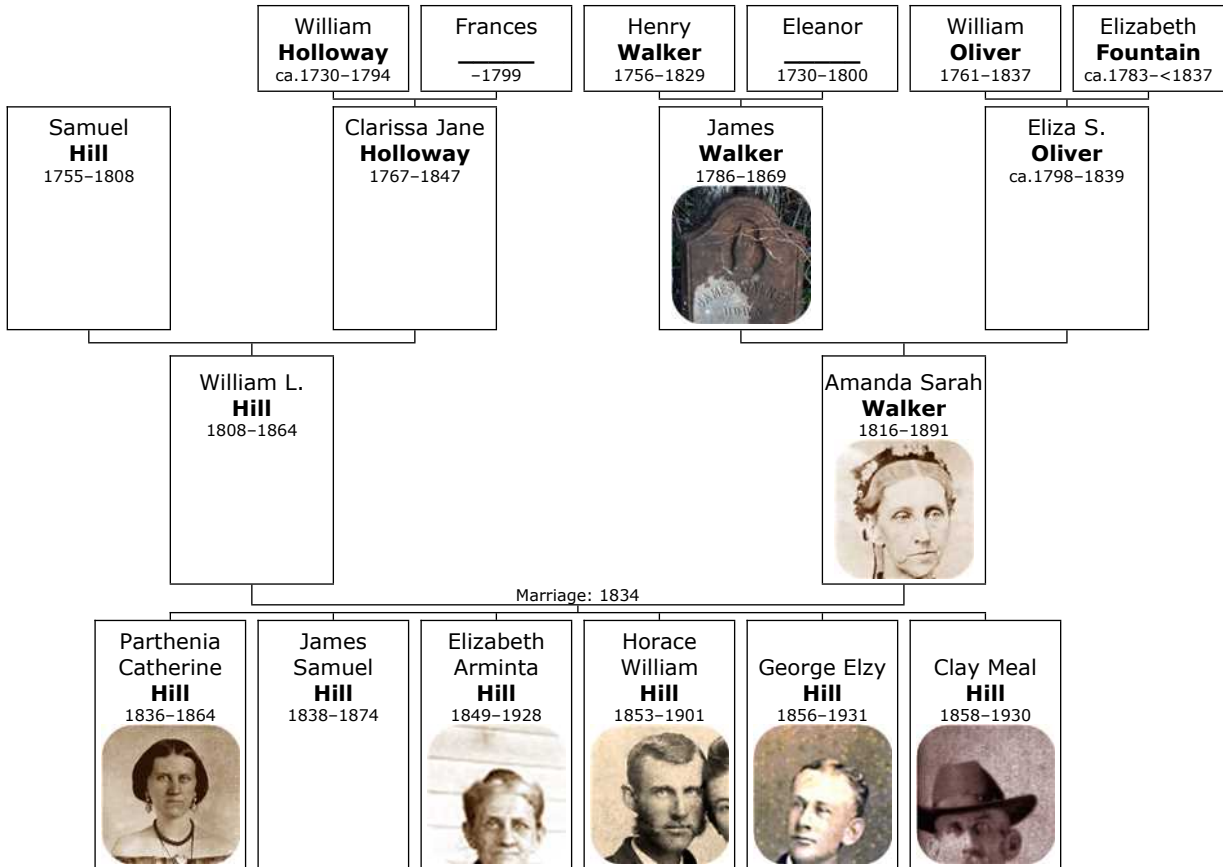 William
Holloway
ca.1730–1794
Frances
–1799
Henry
Walker
1756–1829
Eleanor
1730–1800
William
Oliver
1761–1837
Elizabeth
Fountain
ca.1783–<1837
Samuel
Hill
1755–1808
Clarissa Jane
Holloway
1767–1847
James
Walker
1786–1869
JAMES WALKER
BORN
Eliza S.
Oliver
ca.1798–1839
William L.
Hill
1808–1864
Amanda Sarah
Walker
1816–1891
Marriage: 1834
Parthenia
Catherine
Hill
1836–1864
James
Samuel
Hill
1838–1874
Elizabeth
Arminta
Hill
1849–1928
Horace
William
Hill
1853–1901
George Elzy
Hill
1856–1931
Clay Meal
Hill
1858–1930